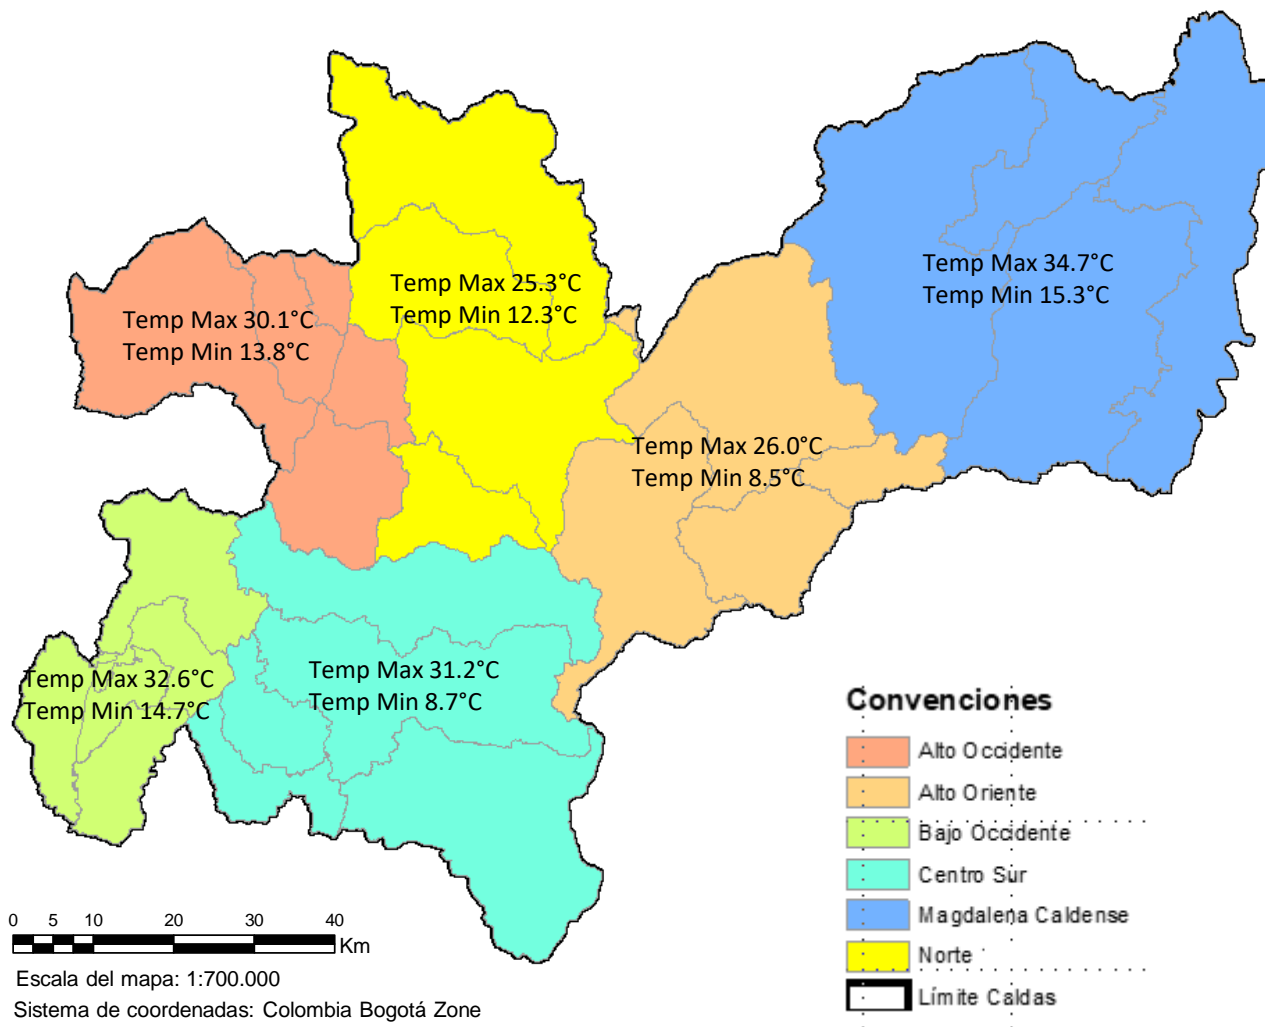 Temp Max 34.7°C
Temp Min 15.3°C
Temp Max 25.3°C
Temp Min 12.3°C
Temp Max 30.1°C
Temp Min 13.8°C
Temp Max 26.0°C
Temp Min 8.5°C
Temp Max 32.6°C
Temp Min 14.7°C
Temp Max 31.2°C
Temp Min 8.7°C
Convenciones
Alto Occidente
Alto Oriente
Bajo Occidente
Centro Sur
Magdalena Caldense
Norte
Límite Caldas
0 5 10 20 30 40
Km
Escala del mapa: 1:700.000
Sistema de coordenadas: Colombia Bogotá Zone